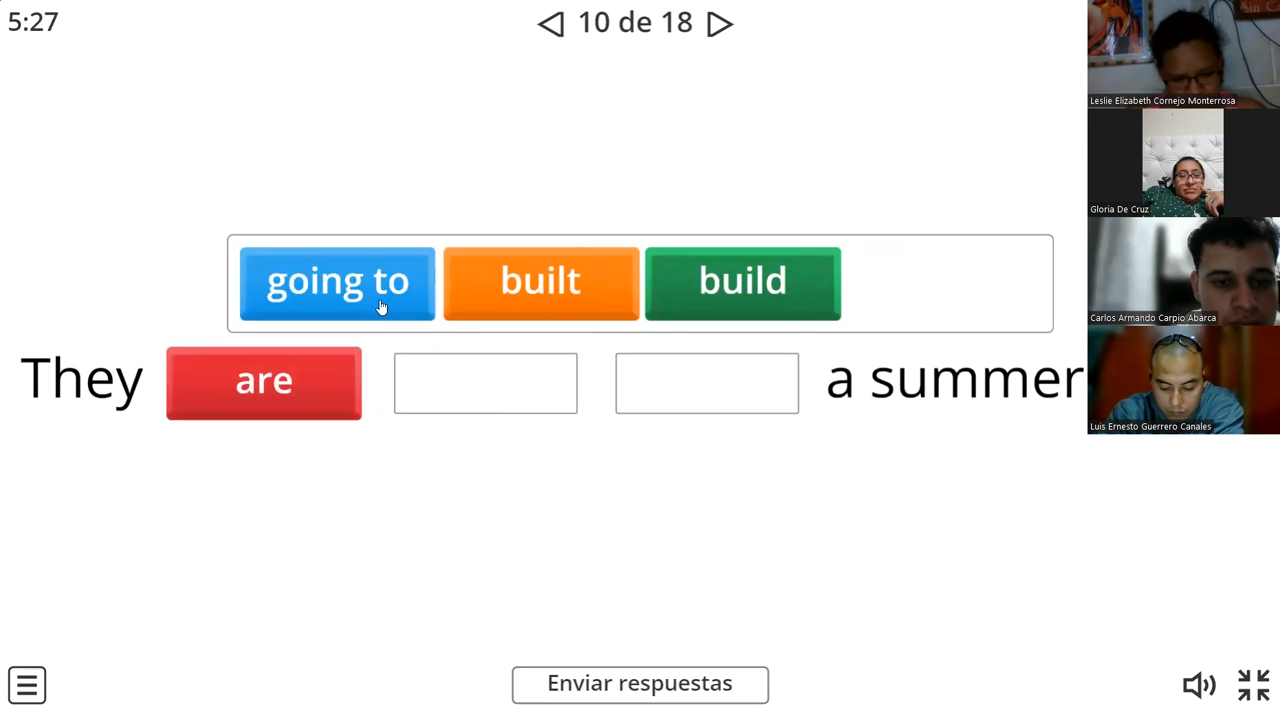 5:27
10 de 18
Leslie Elizabeth Cornejo Monterrosa
Gloria De Cruz
going to built build
Carlos Armando Carpio Abarca
They are a summer
Luis Ernesto Guerrero Canales
Enviar respuestas